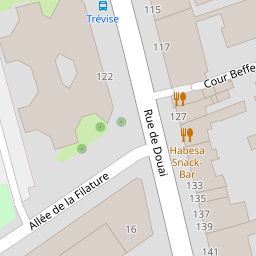 Trévise
115
117
122
Cour Beffe
127
Rue de Douai
Habesa
Snack-
Bar
133
135
139
141
Allée de la Filature
16